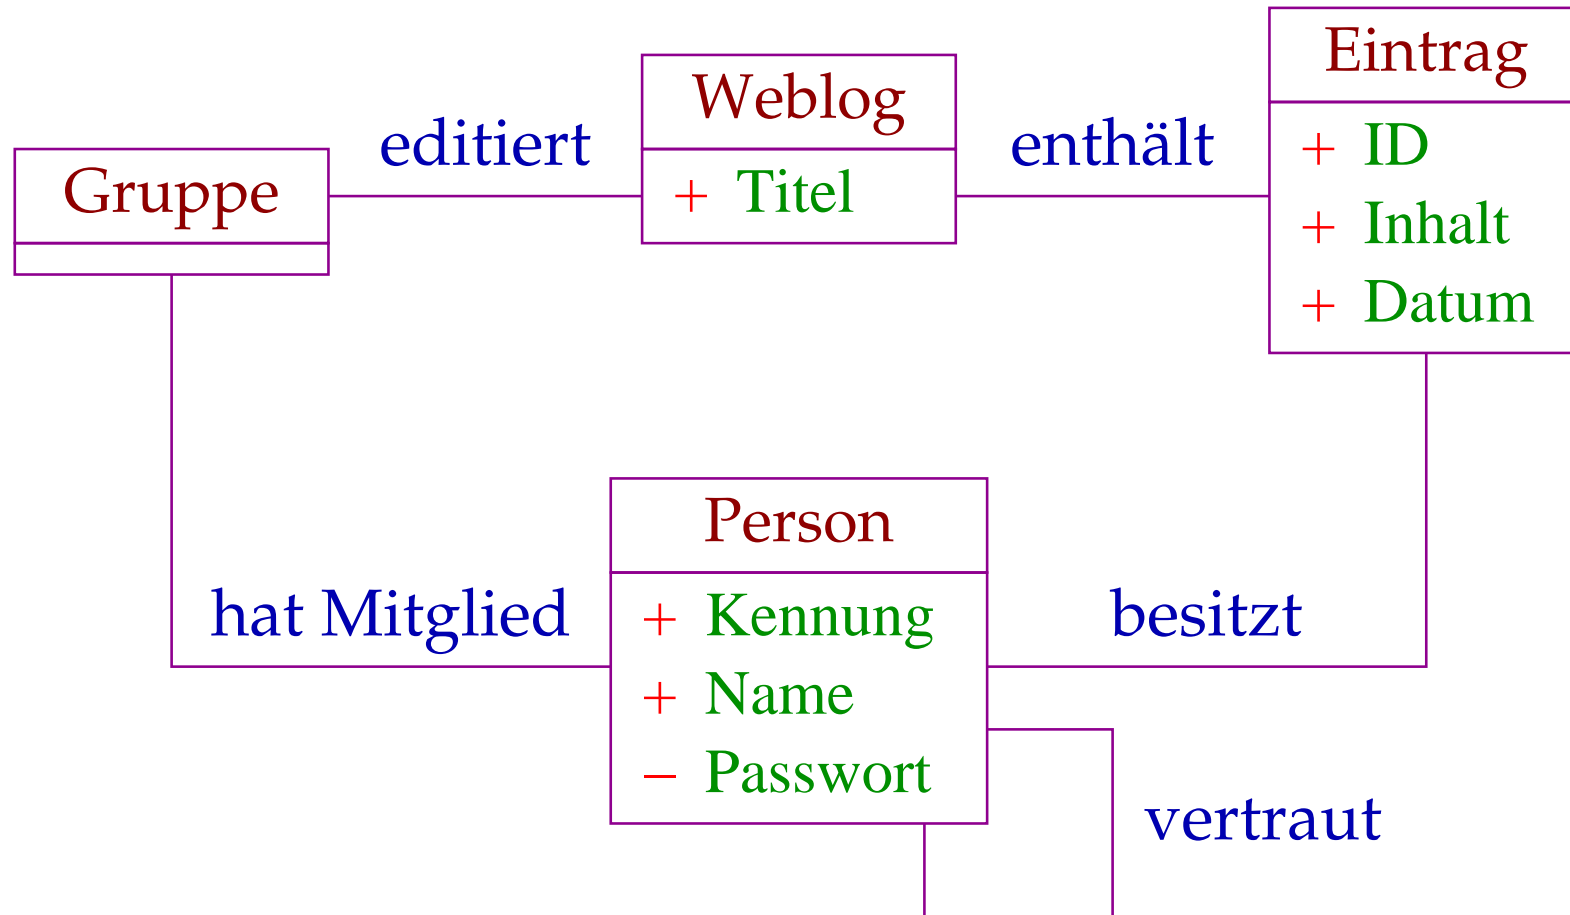 Gruppe
editiert
Weblog
+ Titel
enthält
Eintrag
+ ID
+ Inhalt
+ Datum
hat Mitglied
Person
+ Kennung
+ Name
− Passwort
besitzt
vertraut